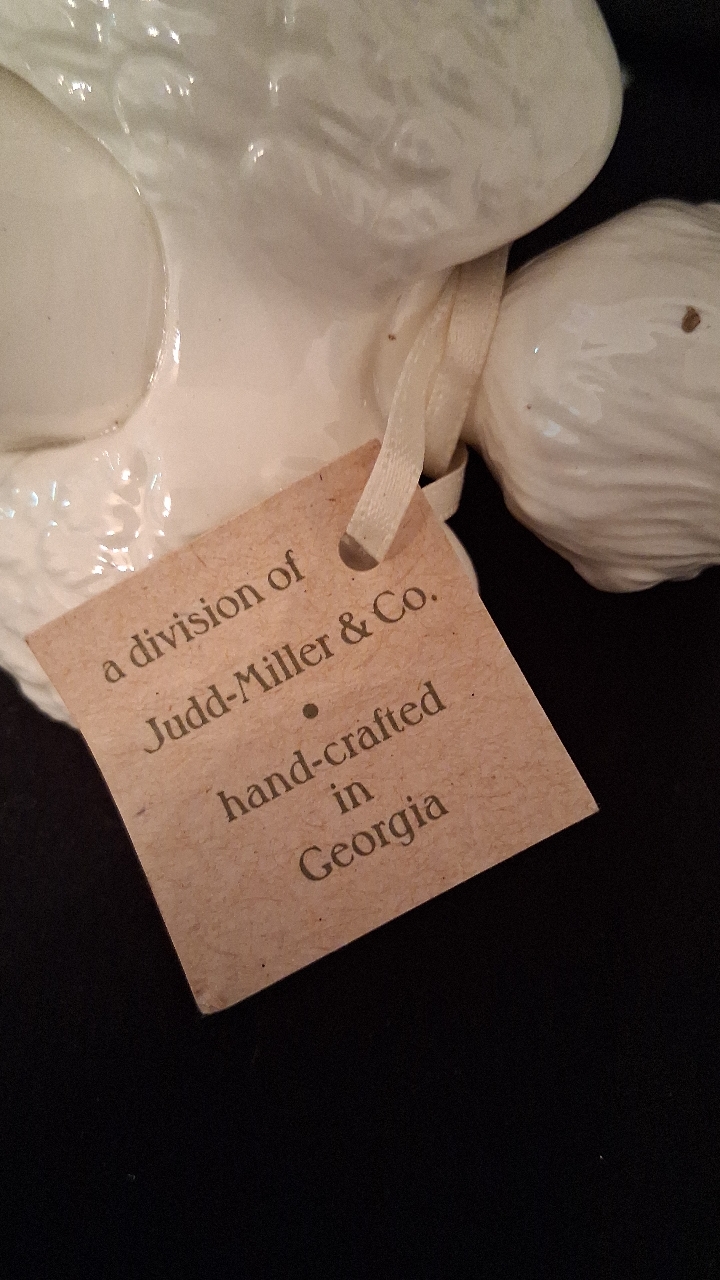 a division of
Judd-Miller & Co.
•
hand-crafted
in
Georgia